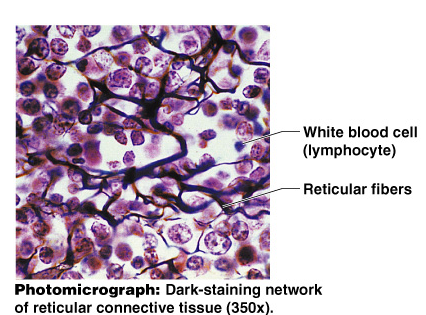 White blood cell
(lymphocyte)
Reticular fibers
Photomicrograph: Dark-staining network
of reticular connective tissue (350x).